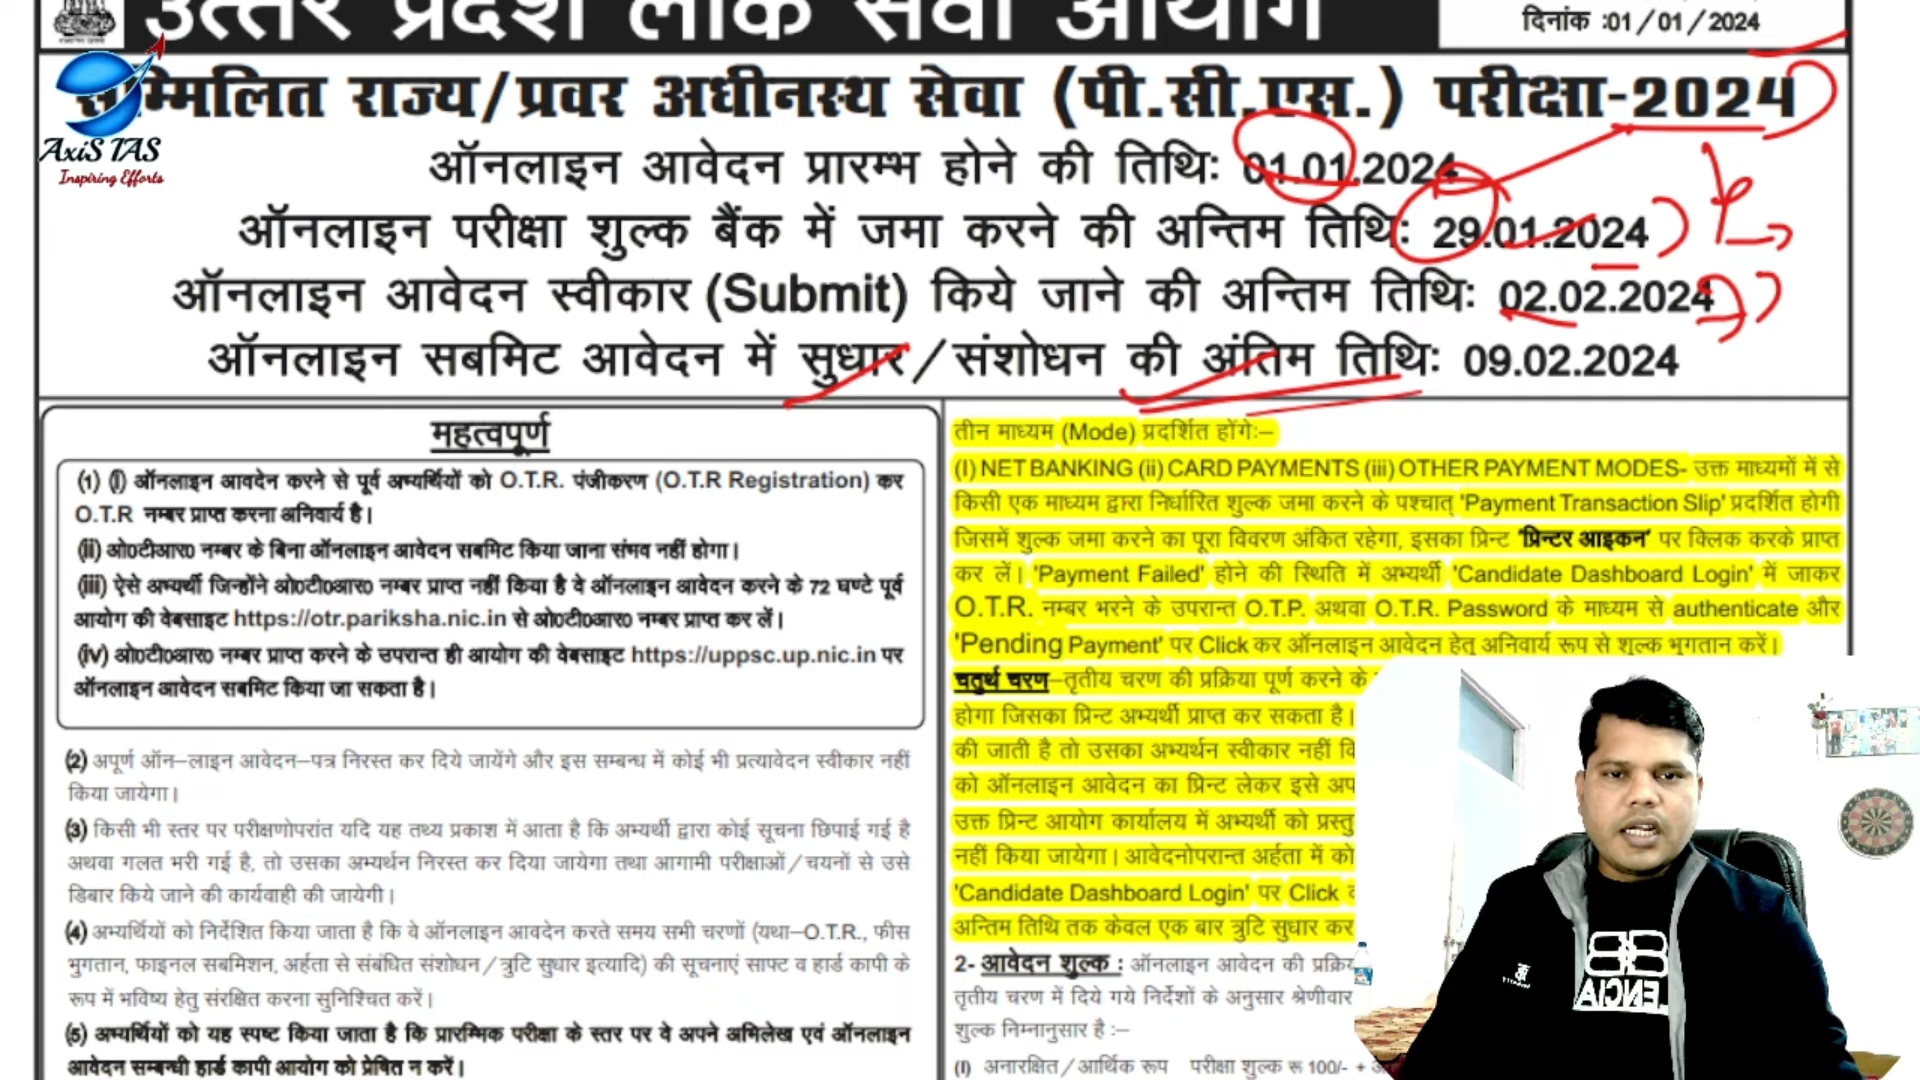 उत्तर प्रदेश लोक सेवा आयोग
दिनांक :01/01/2024
सम्मिलित राज्य/प्रवर अधीनस्थ सेवा (पी.सी.एस.) परीक्षा-2024
AxiS IAS
Inspiring Efforts
ऑनलाइन आवेदन प्रारम्भ होने की तिथिः 01.01.2024
ऑनलाइन परीक्षा शुल्क बैंक में जमा करने की अन्तिम तिथिः 29.01.2024
ऑनलाइन आवेदन स्वीकार (Submit) किये जाने की अन्तिम तिथिः 02.02.2024
ऑनलाइन सबमिट आवेदन में सुधार/संशोधन की अंतिम तिथिः 09.02.2024
महत्वपूर्ण
(1) (i) ऑनलाइन आवदेन करने से पूर्व अभ्यर्थियों को O.T.R. पंजीकरण (O.T.R Registration) कर
O.T.R नम्बर प्राप्त करना अनिवार्य है।
(ii) ओ0टीआर0 नम्बर के बिना ऑनलाइन आवेदन सबमिट किया जाना संभव नहीं होगा।
(iii) ऐसे अभ्यर्थी जिन्होंने ओ0टी0आर0 नम्बर प्राप्त नहीं किया है वे ऑनलाइन आवेदन करने के 72 घण्टे पूर्व
आयोग की वेबसाइट https://otr.pariksha.nic.in से ओ0टी0आर0 नम्बर प्राप्त कर लें।
(iv) ओ0टी0आर0 नम्बर प्राप्त करने के उपरान्त ही आयोग की वेबसाइट https://uppsc.up.nic.in पर
ऑनलाइन आवेदन सबमिट किया जा सकता है।
(2) अपूर्ण ऑन–लाइन आवेदन–पत्र निरस्त कर दिये जायेंगे और इस सम्बन्ध में कोई भी प्रत्यावेदन स्वीकार नहीं
किया जायेगा।
(3) किसी भी स्तर पर परीक्षणोपरांत यदि यह तथ्य प्रकाश में आता है कि अभ्यर्थी द्वारा कोई सूचना छिपाई गई है
अथवा गलत भरी गई है, तो उसका अभ्यर्थन निरस्त कर दिया जायेगा तथा आगामी परीक्षाओं/चयनों से उसे
डिबार किये जाने की कार्यवाही की जायेगी।
(4) अभ्यर्थियों को निर्देशित किया जाता है कि वे ऑनलाइन आवदेन करते समय सभी चरणों (यथा–O.T.R., फीस
भुगतान, फाइनल सबमिशन, अर्हता से संबंधित संशोधन/त्रुटि सुधार इत्यादि) की सूचनाएं साफ्ट व हार्ड कापी के
रूप में भविष्य हेतु संरक्षित करना सुनिश्चित करें।
(5) अभ्यर्थियों को यह स्पष्ट किया जाता है कि प्रारम्भिक परीक्षा के स्तर पर वे अपने अभिलेख एवं ऑनलाइन
आवेदन सम्बन्धी हार्ड कापी आयोग को प्रेषित न करें।
तीन माध्यम (Mode) प्रदर्शित होंगेः–
(I) NET BANKING (ii) CARD PAYMENTS (iii) OTHER PAYMENT MODES- उक्त माध्यमों में से
किसी एक माध्यम द्वारा निर्धारित शुल्क जमा करने के पश्चात् 'Payment Transaction Slip' प्रदर्शित होगी
जिसमें शुल्क जमा करने का पूरा विवरण अंकित रहेगा, इसका प्रिन्ट 'प्रिन्टर आइकन' पर क्लिक करके प्राप्त
कर लें। 'Payment Failed' होने की स्थिति में अभ्यर्थी 'Candidate Dashboard Login' में जाकर
O.T.R. नम्बर भरने के उपरान्त O.T.P. अथवा O.T.R. Password के माध्यम से authenticate और
'Pending Payment' पर Click कर ऑनलाइन आवेदन हेतु अनिवार्य रूप से शुल्क भुगतान करें।
चतुर्थ चरण–तृतीय चरण की प्रक्रिया पूर्ण करने के
होगा जिसका प्रिन्ट अभ्यर्थी प्राप्त कर सकता है।
की जाती है तो उसका अभ्यर्थन स्वीकार नहीं कि
को ऑनलाइन आवेदन का प्रिन्ट लेकर इसे अप
उक्त प्रिन्ट आयोग कार्यालय में अभ्यर्थी को प्रस्तु
नहीं किया जायेगा। आवेदनोपरान्त अर्हता में को
'Candidate Dashboard Login' पर Click
अन्तिम तिथि तक केवल एक बार त्रुटि सुधार कर
2- आवेदन शुल्क : ऑनलाइन आवेदन की प्रक्रि
तृतीय चरण में दिये गये निर्देशों के अनुसार श्रेणीवार
शुल्क निम्नानुसार है :–
(I) अनारक्षित/आर्थिक रूप परीक्षा शुल्क रू 100/- +